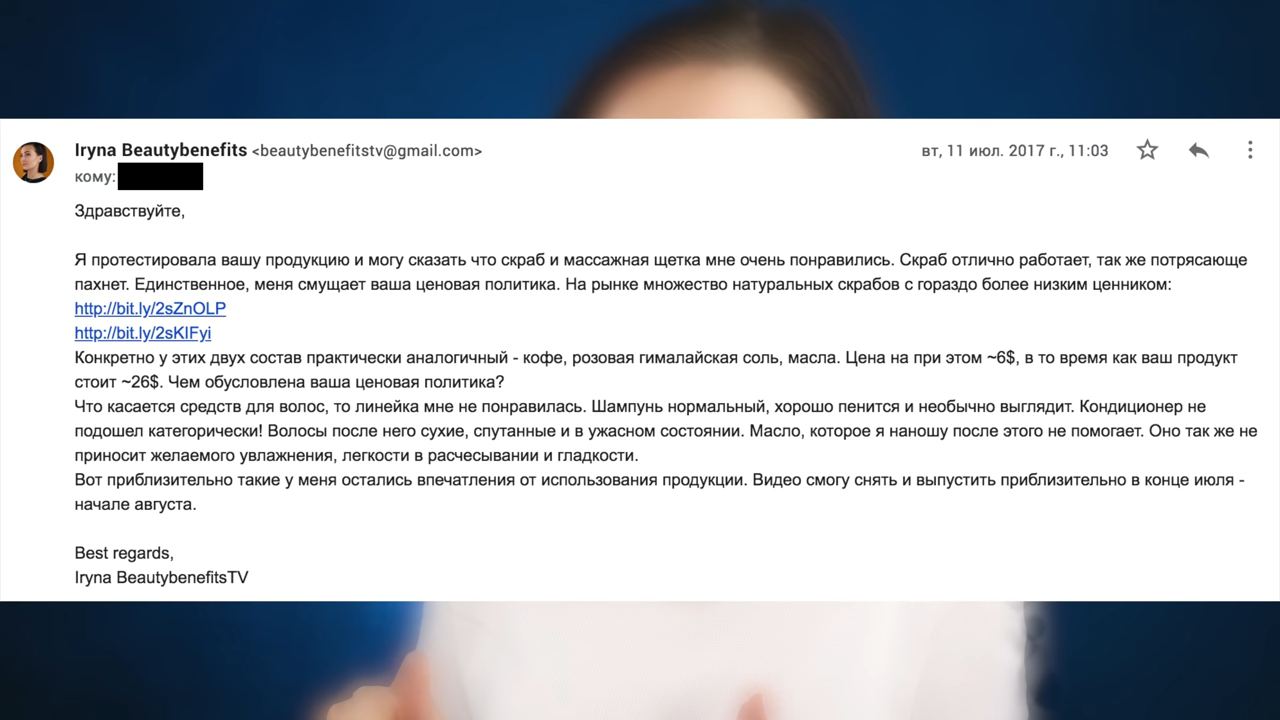 Iryna Beautybenefits <beautybenefitstv@gmail.com>
вт, 11 июл. 2017 г., 11:03
кому:
Здравствуйте,
Я протестировала вашу продукцию и могу сказать что скраб и массажная щетка мне очень понравились. Скраб отлично работает, так же потрясающе
пахнет. Единственное, меня смущает ваша ценовая политика. На рынке множество натуральных скрабов с гораздо более низким ценником:
http://bit.ly/2sZnOLP
http://bit.ly/2sKIFyi
Конкретно у этих двух состав практически аналогичный - кофе, розовая гималайская соль, масла. Цена на при этом ~6$, в то время как ваш продукт
стоит ~26$. Чем обусловлена ваша ценовая политика?
Что касается средств для волос, то линейка мне не понравилась. Шампунь нормальный, хорошо пенится и необычно выглядит. Кондиционер не
подошел категорически! Волосы после него сухие, спутанные и в ужасном состоянии. Масло, которое я наношу после этого не помогает. Оно так же не
приносит желаемого увлажнения, легкости в расчесывании и гладкости.
Вот приблизительно такие у меня остались впечатления от использования продукции. Видео смогу снять и выпустить приблизительно в конце июля -
начале августа.
Best regards,
Iryna BeautybenefitsTV